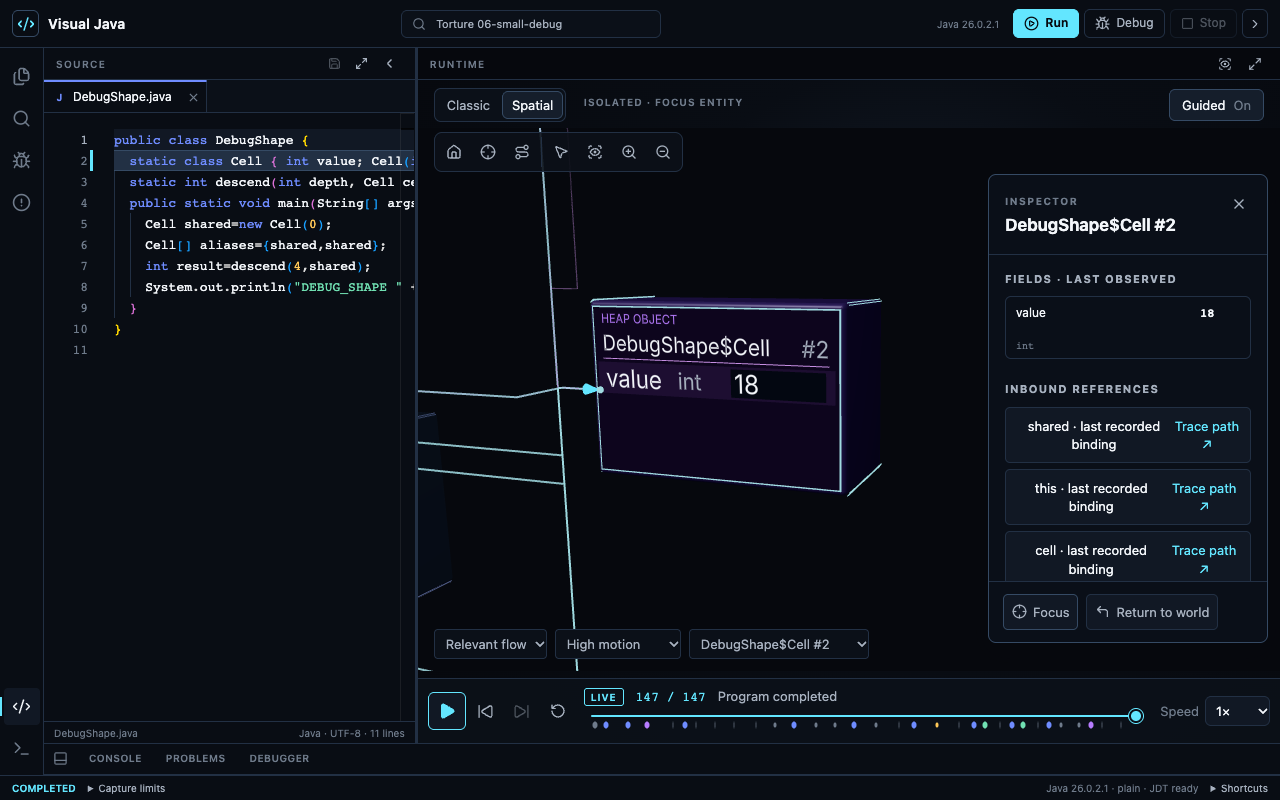 Visual Java
Torture 06-small-debug
Java 26.0.2.1
Run
Debug
Stop
SOURCE
RUNTIME
J DebugShape.java
Classic
Spatial
ISOLATED · FOCUS ENTITY
Guided On
1 public class DebugShape {
2 static class Cell { int value; Cell(i
3 static int descend(int depth, Cell ce
4 public static void main(String[] args
5 Cell shared=new Cell(0);
6 Cell[] aliases={shared,shared};
7 int result=descend(4,shared);
8 System.out.println("DEBUG_SHAPE " +
9 }
10 }
11
HEAP OBJECT
DebugShape$Cell #2
value int 18
INSPECTOR
DebugShape$Cell #2
FIELDS · LAST OBSERVED
value 18
int
INBOUND REFERENCES
shared · last recorded binding
Trace path ↗
this · last recorded binding
Trace path ↗
cell · last recorded binding
Trace path ↗
Focus
Return to world
Relevant flow
High motion
DebugShape$Cell #2
LIVE 147 / 147 Program completed
Speed 1×
DebugShape.java
Java · UTF-8 · 11 lines
CONSOLE
PROBLEMS
DEBUGGER
COMPLETED
Capture limits
Java 26.0.2.1 · plain · JDT ready
Shortcuts